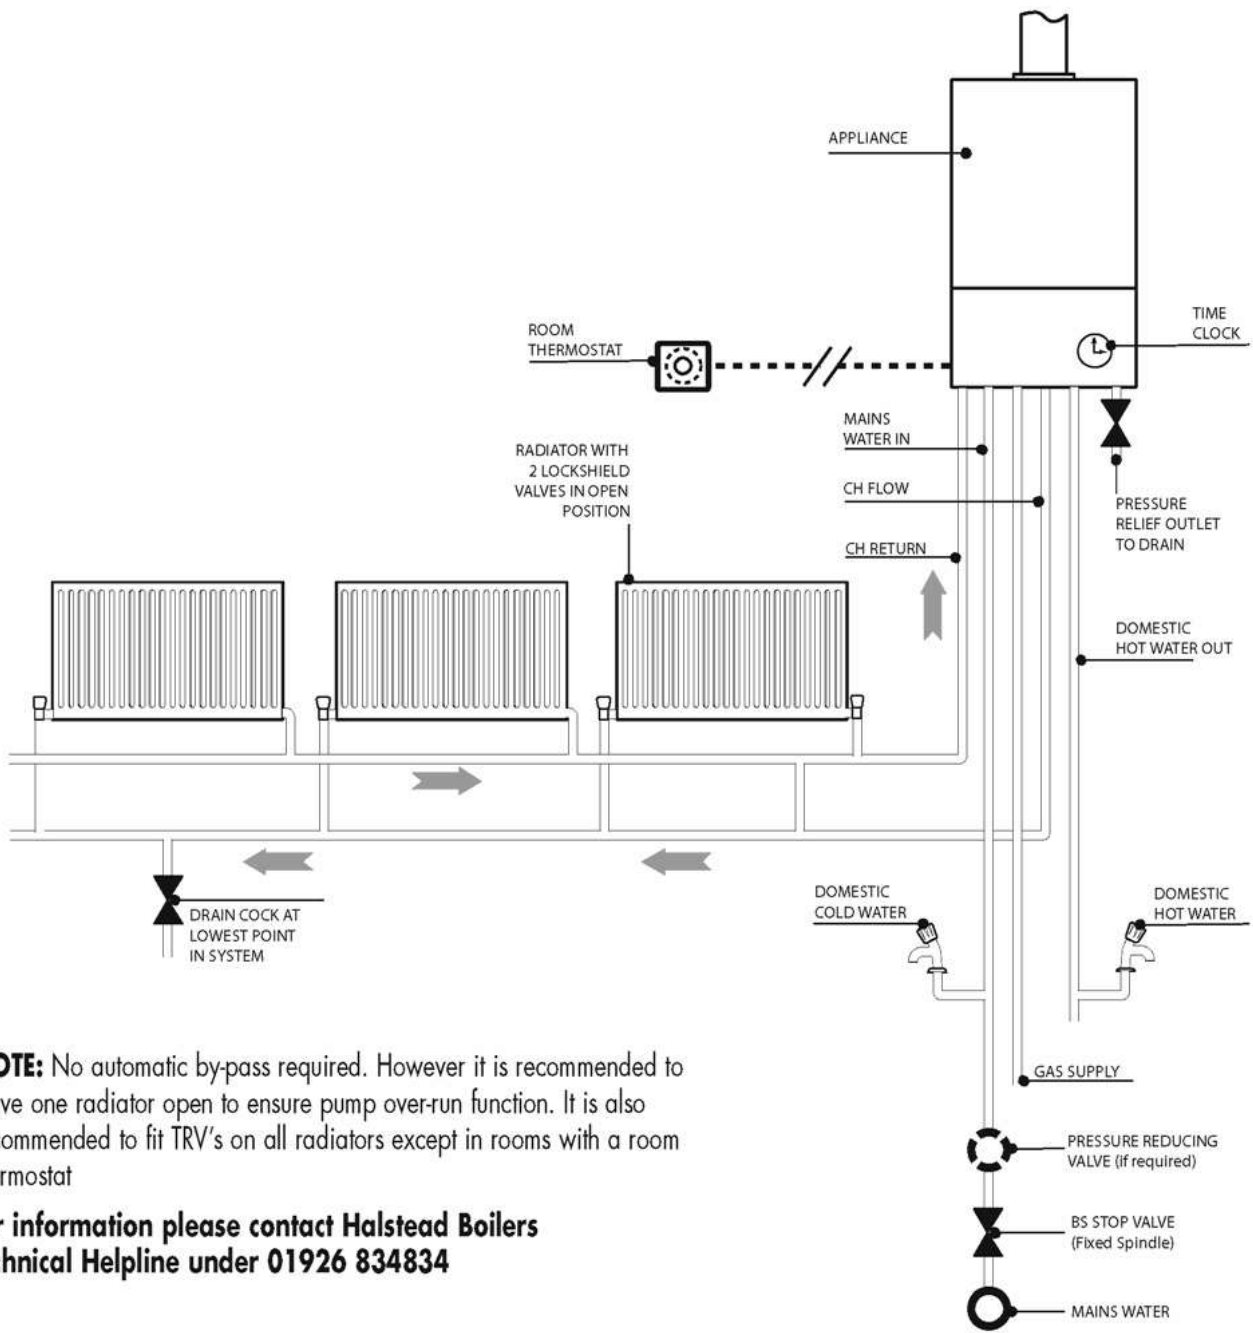 APPLIANCE
TIME
CLOCK
ROOM
THERMOSTAT
MAINS
WATER IN
RADIATOR WITH
2 LOCKSHIELD
VALVES IN OPEN
POSITION
CH FLOW
PRESSURE
RELIEF OUTLET
TO DRAIN
CH RETURN
DOMESTIC
HOT WATER OUT
DOMESTIC
COLD WATER
DOMESTIC
HOT WATER
DRAIN COCK AT
LOWEST POINT
IN SYSTEM
OTE: No automatic by-pass required. However it is recommended to
ve one radiator open to ensure pump over-run function. It is also
ommended to fit TRV's on all radiators except in rooms with a room
rmostat
r information please contact Halstead Boilers
chnical Helpline under 01926 834834
GAS SUPPLY
PRESSURE REDUCING
VALVE (if required)
BS STOP VALVE
(Fixed Spindle)
MAINS WATER